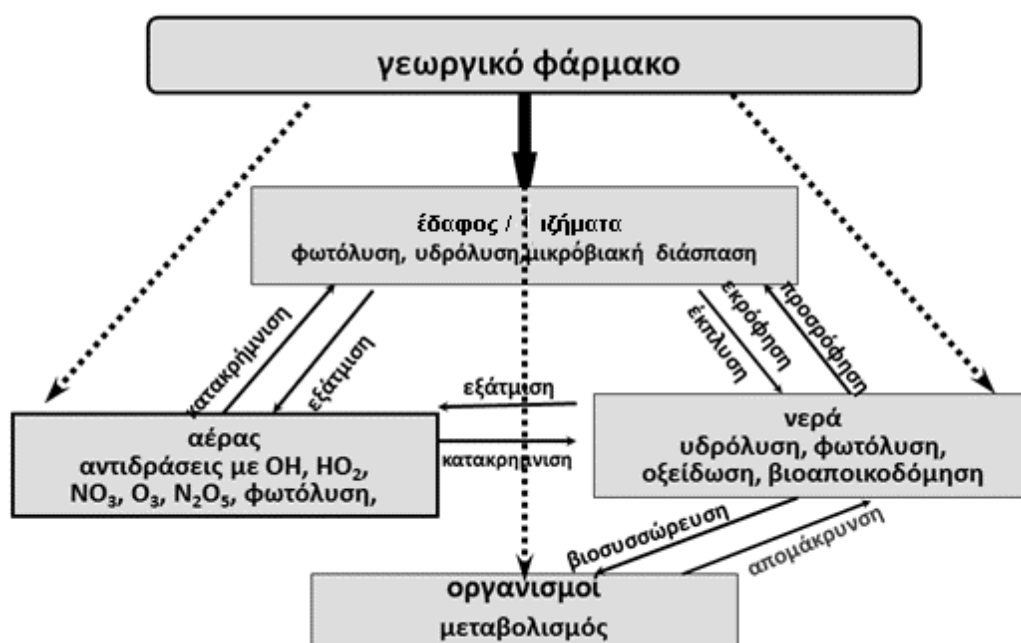 γεωργικό φάρμακο
έδαφος / ιζήματα
φωτόλυση, υδρόλυση,μικρόβιακή διάσπαση
κατακρήμνιση
εξάτμιση
έκπλυση
εκρόφηση
προσρόφηση
εξάτμιση
κατακρημνιση
αέρας
αντιδράσεις με OH, HO₂,
NO₃, O₃, N₂O₅, φωτόλυση,
νερά
υδρόλυση, φωτόλυση,
οξείδωση, βιοαποικοδόμηση
βιοσυσσώρευση
απομάκρυνση
οργανισμοί
μεταβολισμός